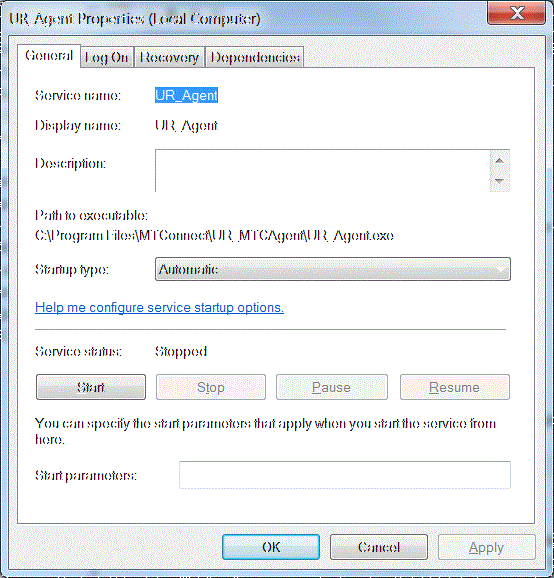 UR_Agent Properties (Local Computer)
General Log On Recovery Dependencies
Service name: UR_Agent
Display name: UR_Agent
Description:
Path to executable:
C:\Program Files\MTConnect\UR_MTCAgent\UR_Agent.exe
Startup type: Automatic
Help me configure service startup options.
Service status: Stopped
Start Stop Pause Resume
You can specify the start parameters that apply when you start the service from
here.
Start parameters:
OK Cancel Apply